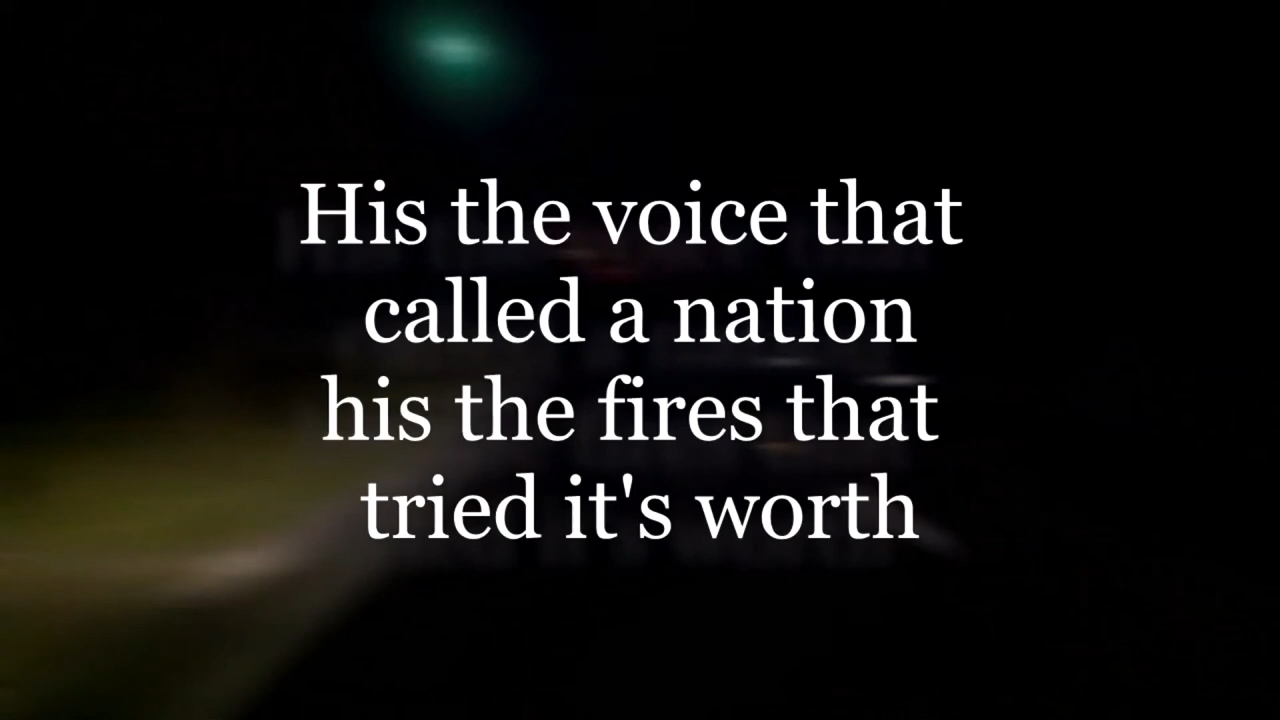 His the voice that
called a nation
his the fires that
tried it's worth